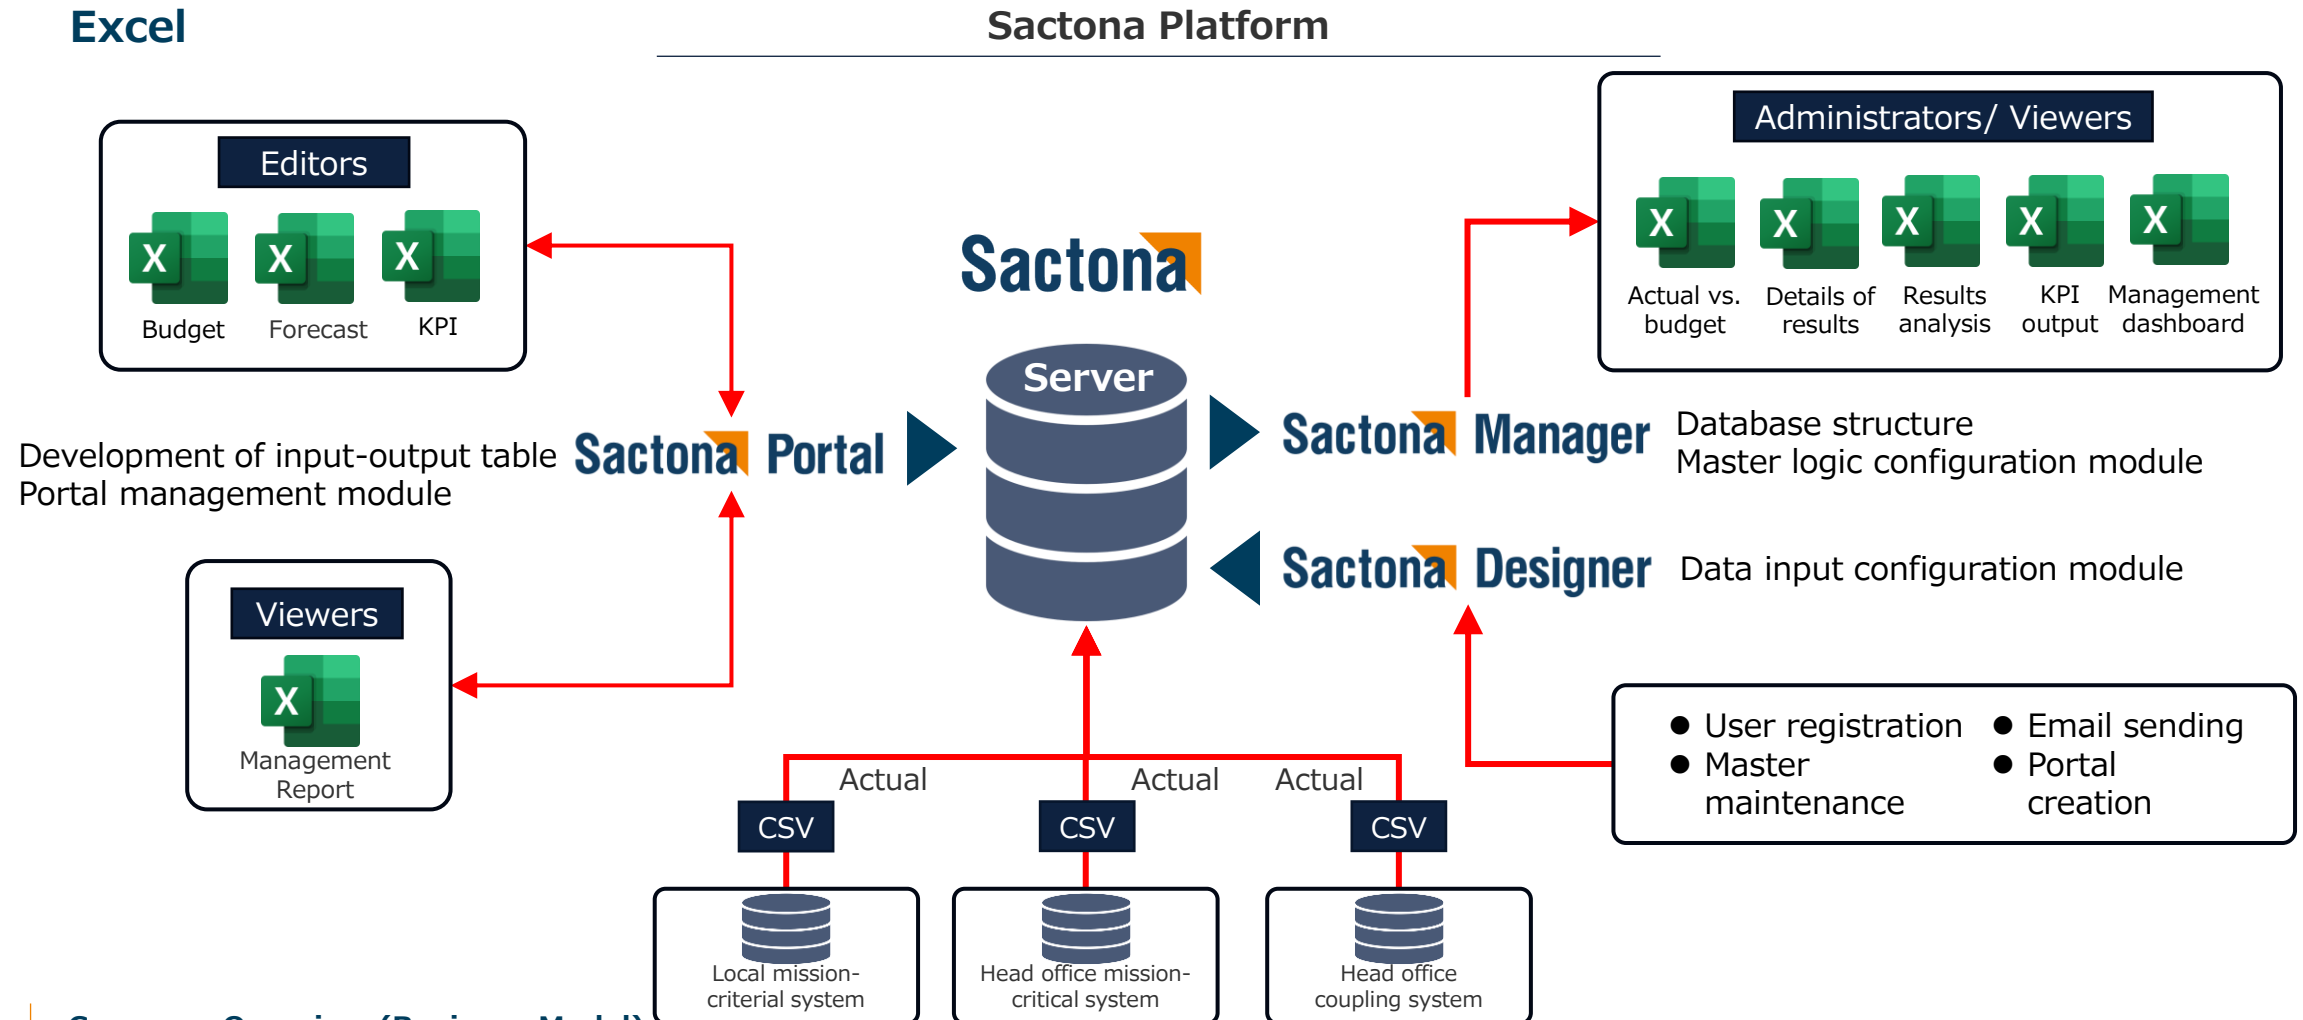 Excel
Sactona Platform
Editors
Budget
Forecast
KPI
Administrators/ Viewers
Actual vs.
budget
Details of
results
Results
analysis
KPI
output
Management
dashboard
Sactona
Server
Development of input-output table
Portal management module
Sactona Portal
Sactona Manager
Database structure
Master logic configuration module
Sactona Designer
Data input configuration module
Viewers
Management
Report
● User registration
● Master
maintenance
● Email sending
● Portal
creation
Actual
Actual
Actual
CSV
CSV
CSV
Local mission-
criterial system
Head office mission-
critical system
Head office
coupling system
Company Overview (Business Model)